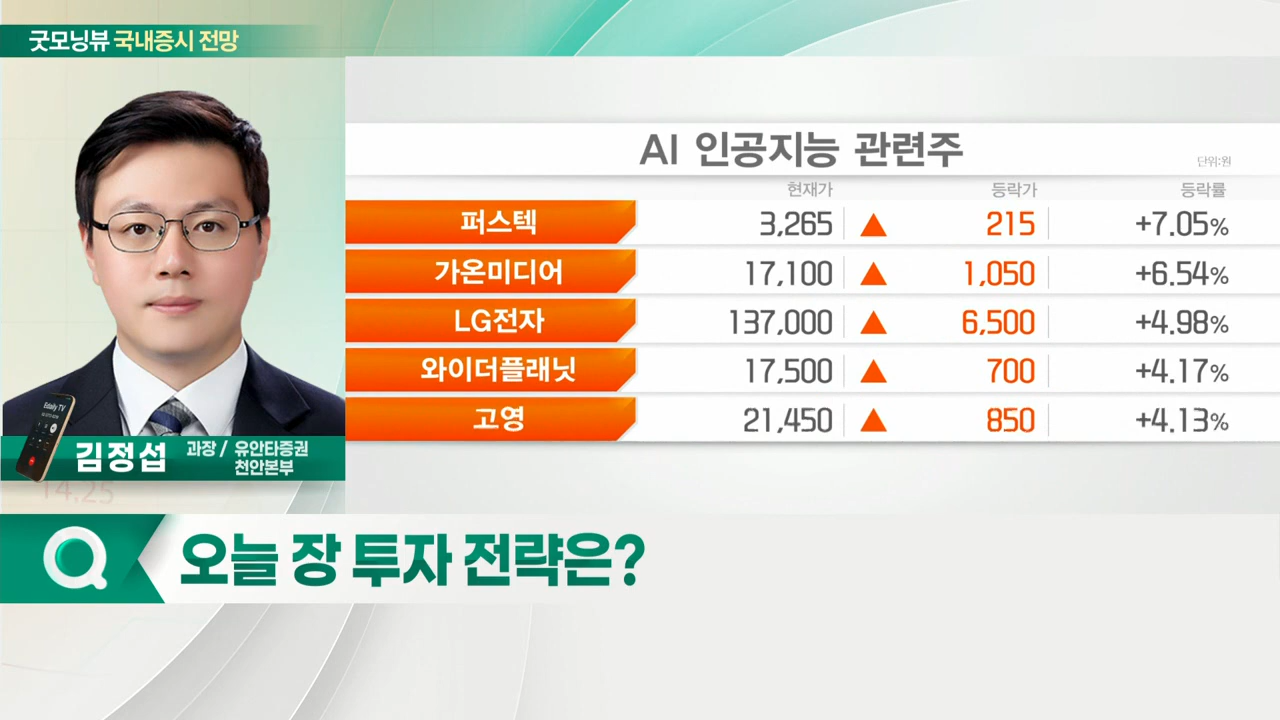 굿모닝뷰 국내증시 전망
AI 인공지능 관련주
단위:원
현재가 등락가 등락률
퍼스텍 3,265 ▲ 215 +7.05%
가온미디어 17,100 ▲ 1,050 +6.54%
LG전자 137,000 ▲ 6,500 +4.98%
와이더플래닛 17,500 ▲ 700 +4.17%
고영 21,450 ▲ 850 +4.13%
Edaily TV
김정섭 과장 / 유안타증권
천안본부
14.25
Q 오늘 장 투자 전략은?